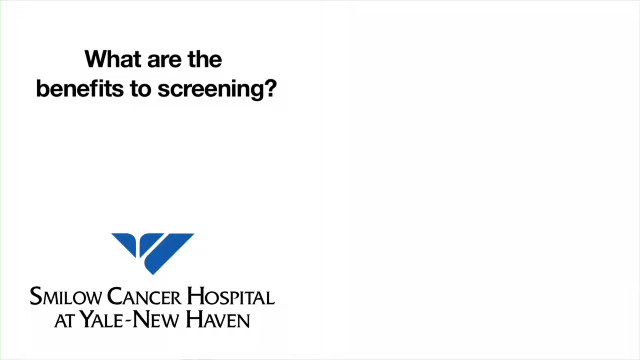 What are the
benefits to screening?
SMILOW CANCER HOSPITAL
AT YALE-NEW HAVEN